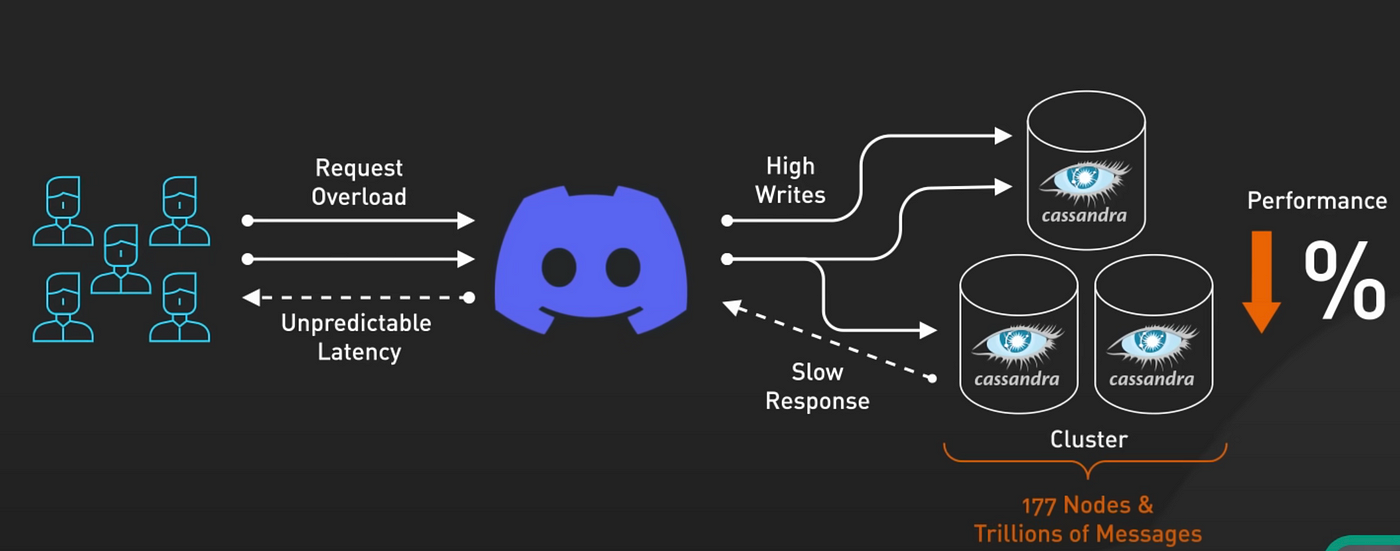 Request
Overload
Unpredictable
Latency
High
Writes
Slow
Response
cassandra
cassandra
cassandra
Cluster
177 Nodes &
Trillions of Messages
Performance
%